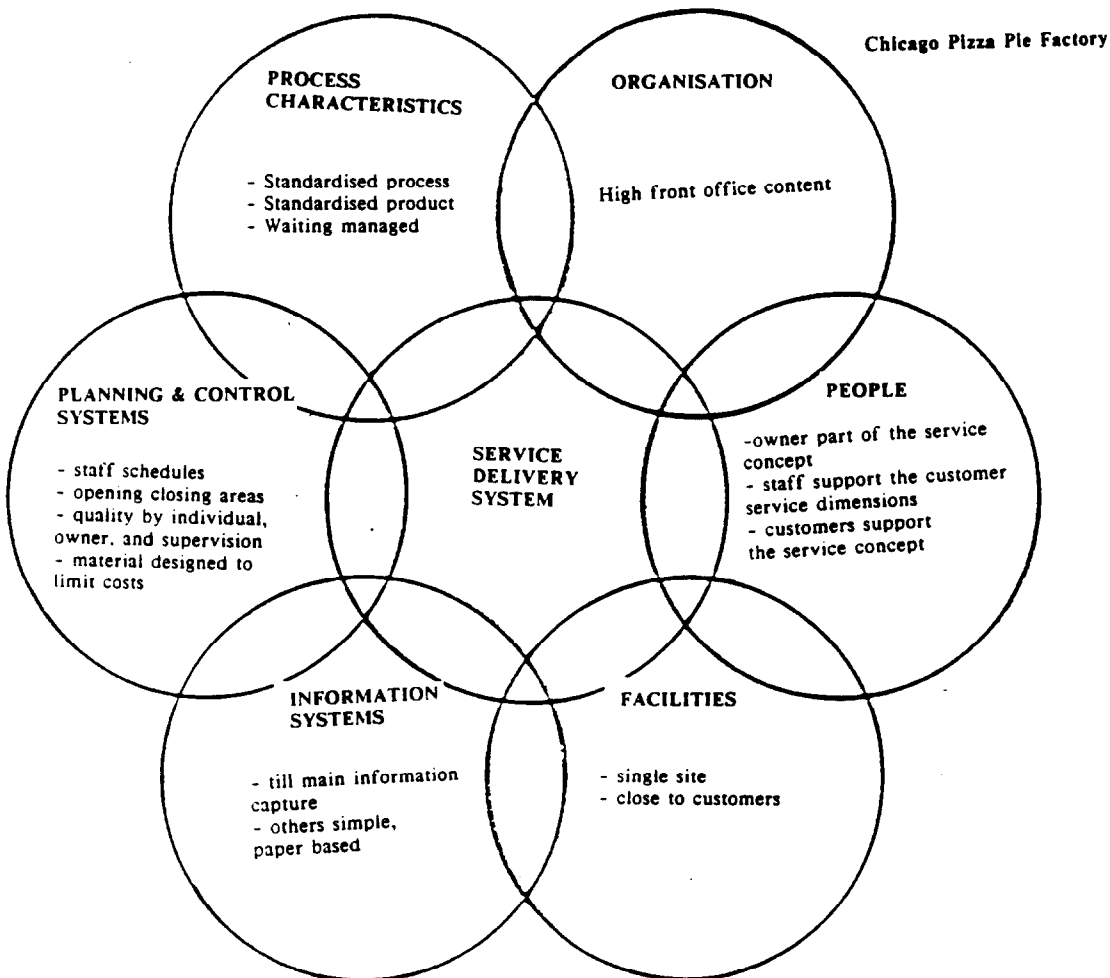 Chicago Pizza Pie Factory
PROCESS
CHARACTERISTICS
- Standardised process
- Standardised product
- Waiting managed
ORGANISATION
High front office content
PLANNING & CONTROL
SYSTEMS
- staff schedules
- opening closing areas
- quality by individual,
owner, and supervision
- material designed to
limit costs
SERVICE
DELIVERY
SYSTEM
PEOPLE
-owner part of the service
concept
- staff support the customer
service dimensions
- customers support
the service concept
INFORMATION
SYSTEMS
- till main information
capture
- others simple,
paper based
FACILITIES
- single site
- close to customers